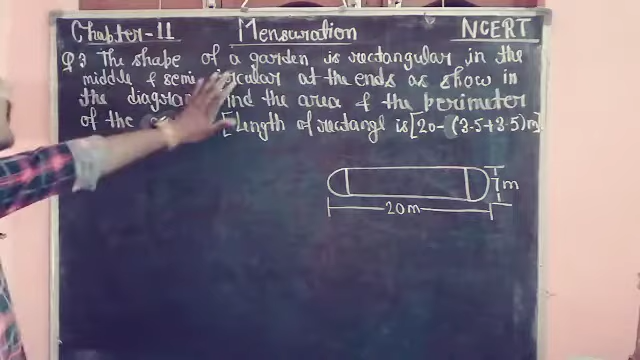 Chapter-11 Mensuration NCERT
Q3 The shape of a garden is rectangular in the
middle & semi circular at the ends as show in
the diagram find the area & the perimeter
of the [Length of rectangl is [20-(3.5+3.5)m].
7m
20m